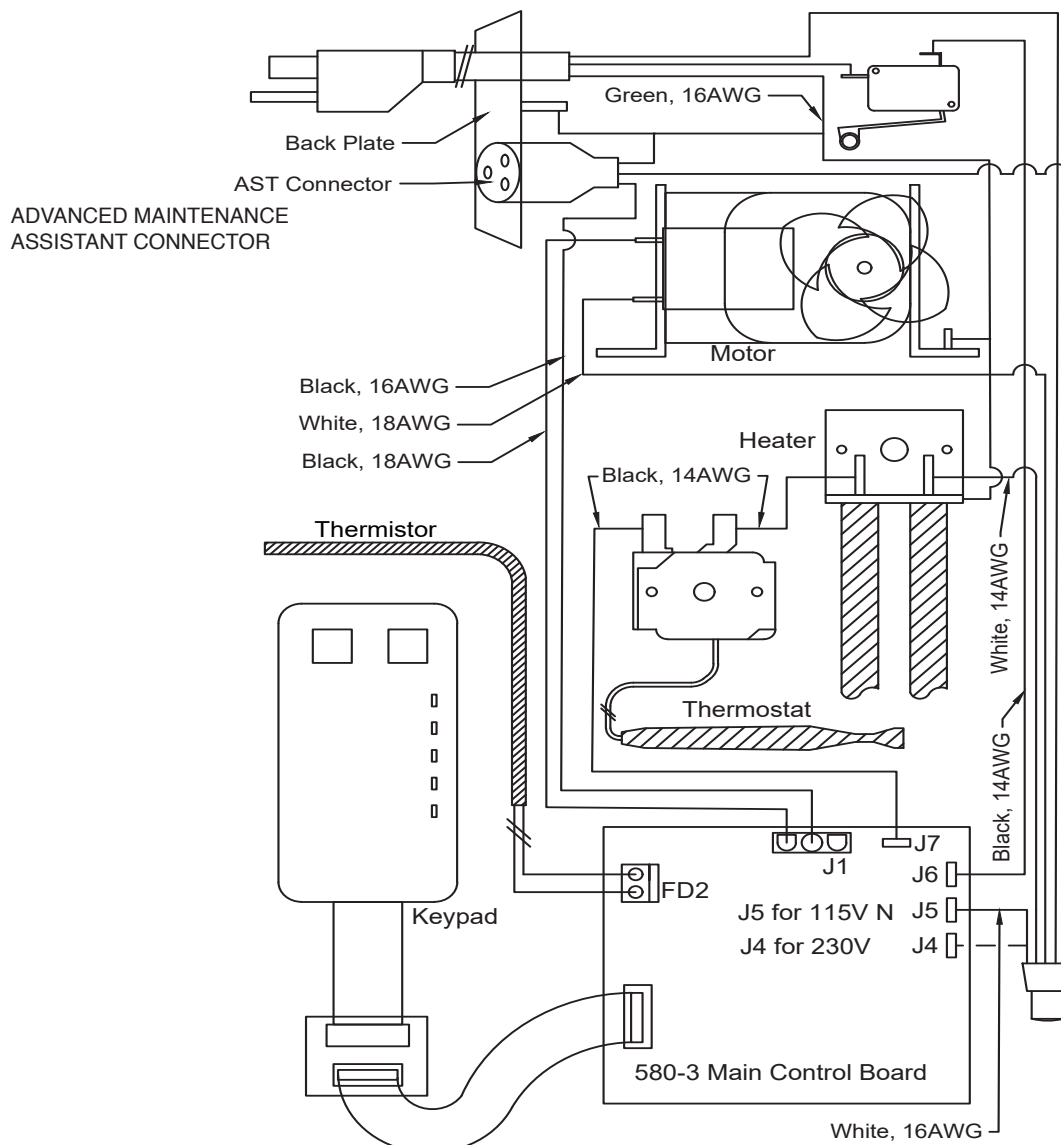 Green, 16AWG
Back Plate
AST Connector
ADVANCED MAINTENANCE
ASSISTANT CONNECTOR
Motor
Black, 16AWG
White, 18AWG
Black, 18AWG
Heater
Black, 14AWG
Thermistor
White, 14AWG
Thermostat
Black, 14AWG
J7
J1
J6
FD2
Keypad
J5 for 115V N
J5
J4 for 230V
J4
580-3 Main Control Board
White, 16AWG